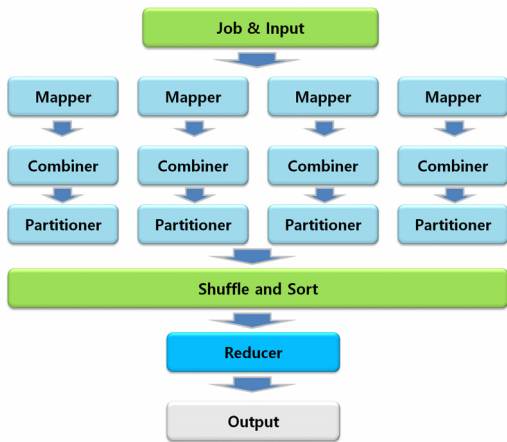 Job & Input
Mapper Mapper Mapper Mapper
Combiner Combiner Combiner Combiner
Partitioner Partitioner Partitioner Partitioner
Shuffle and Sort
Reducer
Output